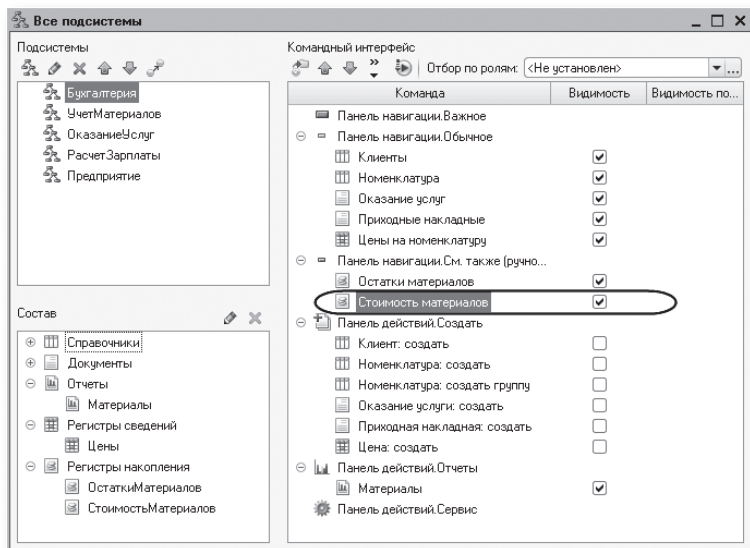 Все подсистемы
Подсистемы
Бухгалтерия
УчетМатериалов
ОказаниеУслуг
РасчетЗарплаты
Предприятие
Состав
Справочники
Документы
Отчеты
Материалы
Регистры сведений
Цены
Регистры накопления
ОстаткиМатериалов
СтоимостьМатериалов
Командный интерфейс
Отбор по ролям: <Не установлен>
Команда Видимость Видимость по...
Панель навигации.Важное
Панель навигации.Обычное
Клиенты
Номенклатура
Оказание услуг
Приходные накладные
Цены на номенклатуру
Панель навигации.См. также (ручно...
Остатки материалов
Стоимость материалов
Панель действий.Создать
Клиент: создать
Номенклатура: создать
Номенклатура: создать группу
Оказание услуги: создать
Приходная накладная: создать
Цена: создать
Панель действий.Отчеты
Материалы
Панель действий.Сервис